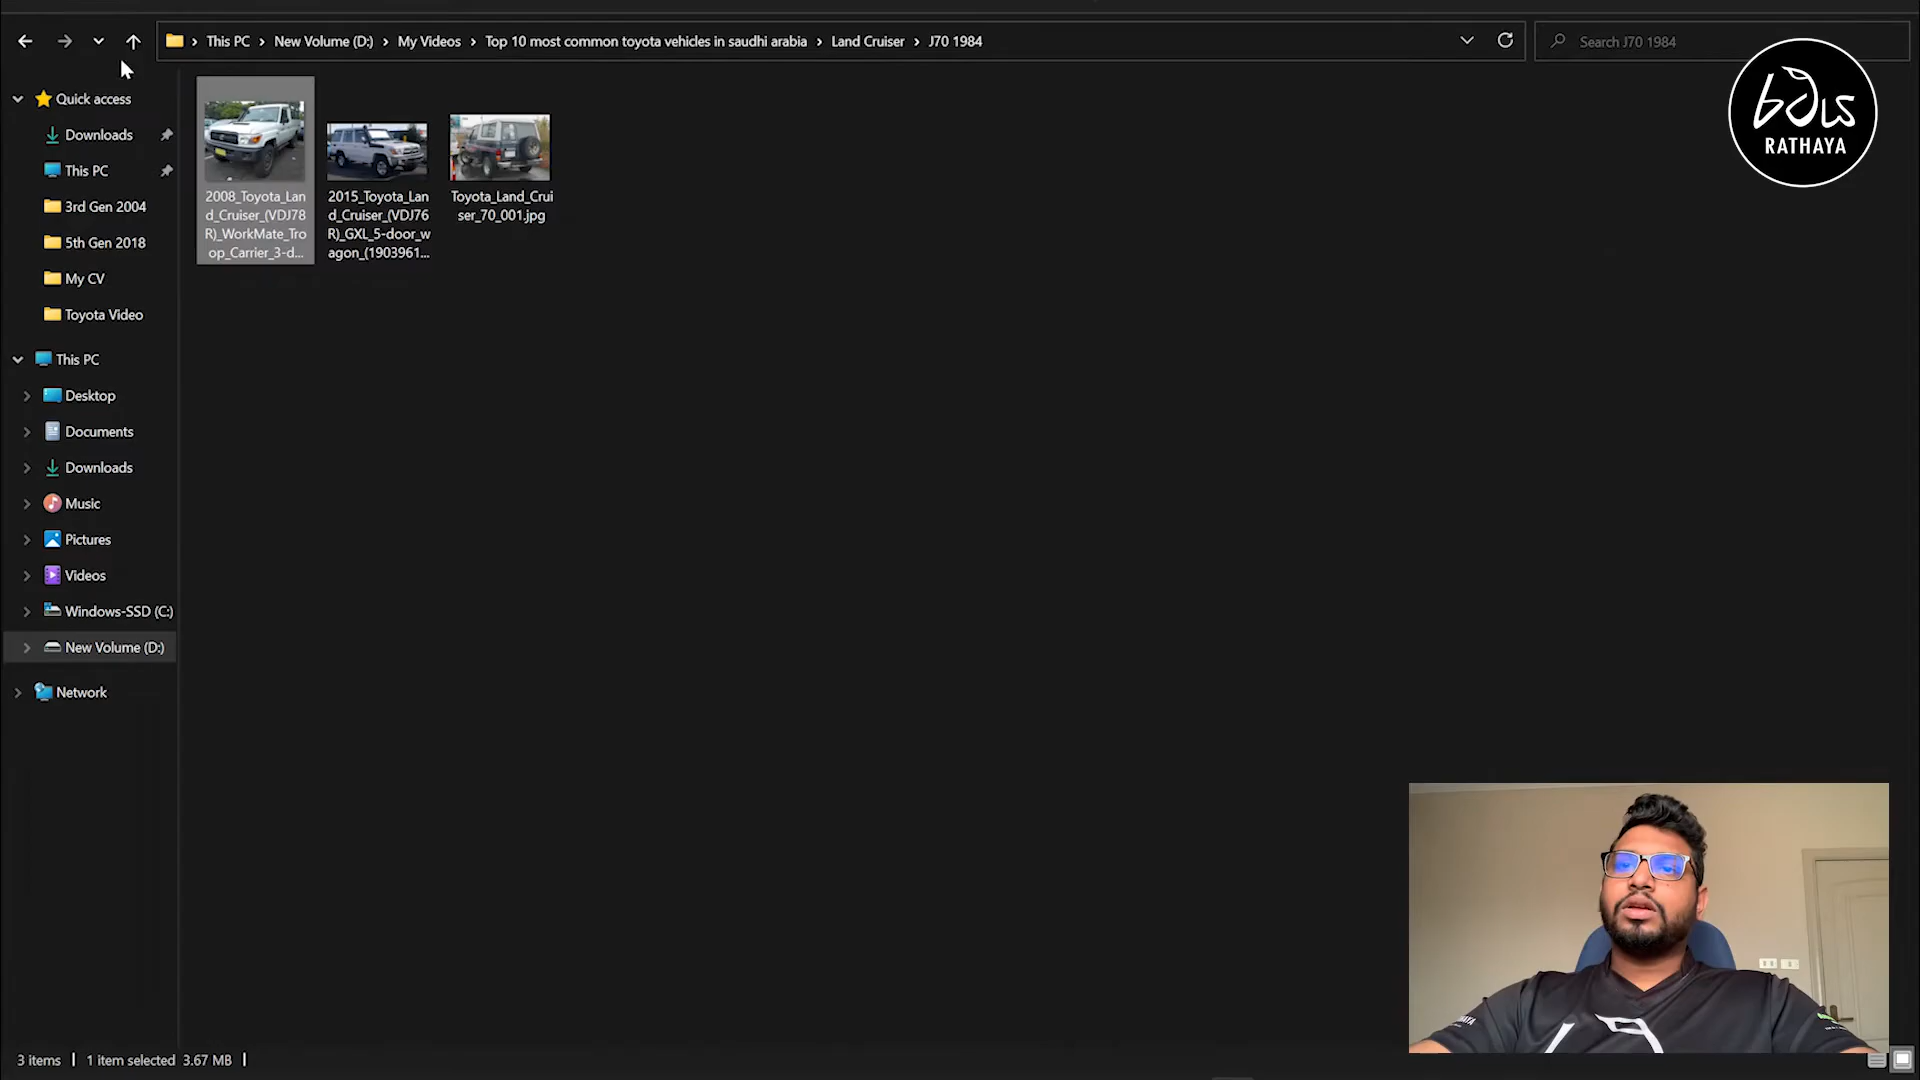 This PC > New Volume (D:) > My Videos > Top 10 most common toyota vehicles in saudhi arabia > Land Cruiser > J70 1984
Search J70 1984
රථය
RATHAYA
Quick access
Downloads
This PC
3rd Gen 2004
5th Gen 2018
My CV
Toyota Video
This PC
Desktop
Documents
Downloads
Music
Pictures
Videos
Windows-SSD (C:)
New Volume (D:)
Network
2008_Toyota_Lan
d_Cruiser_(VDJ78
R)_WorkMate_Tro
op_Carrier_3-d...
2015_Toyota_Lan
d_Cruiser_(VDJ76
R)_GXL_5-door_w
agon_(1903961...
Toyota_Land_Crui
ser_70_001.jpg
3 items | 1 item selected 3.67 MB |